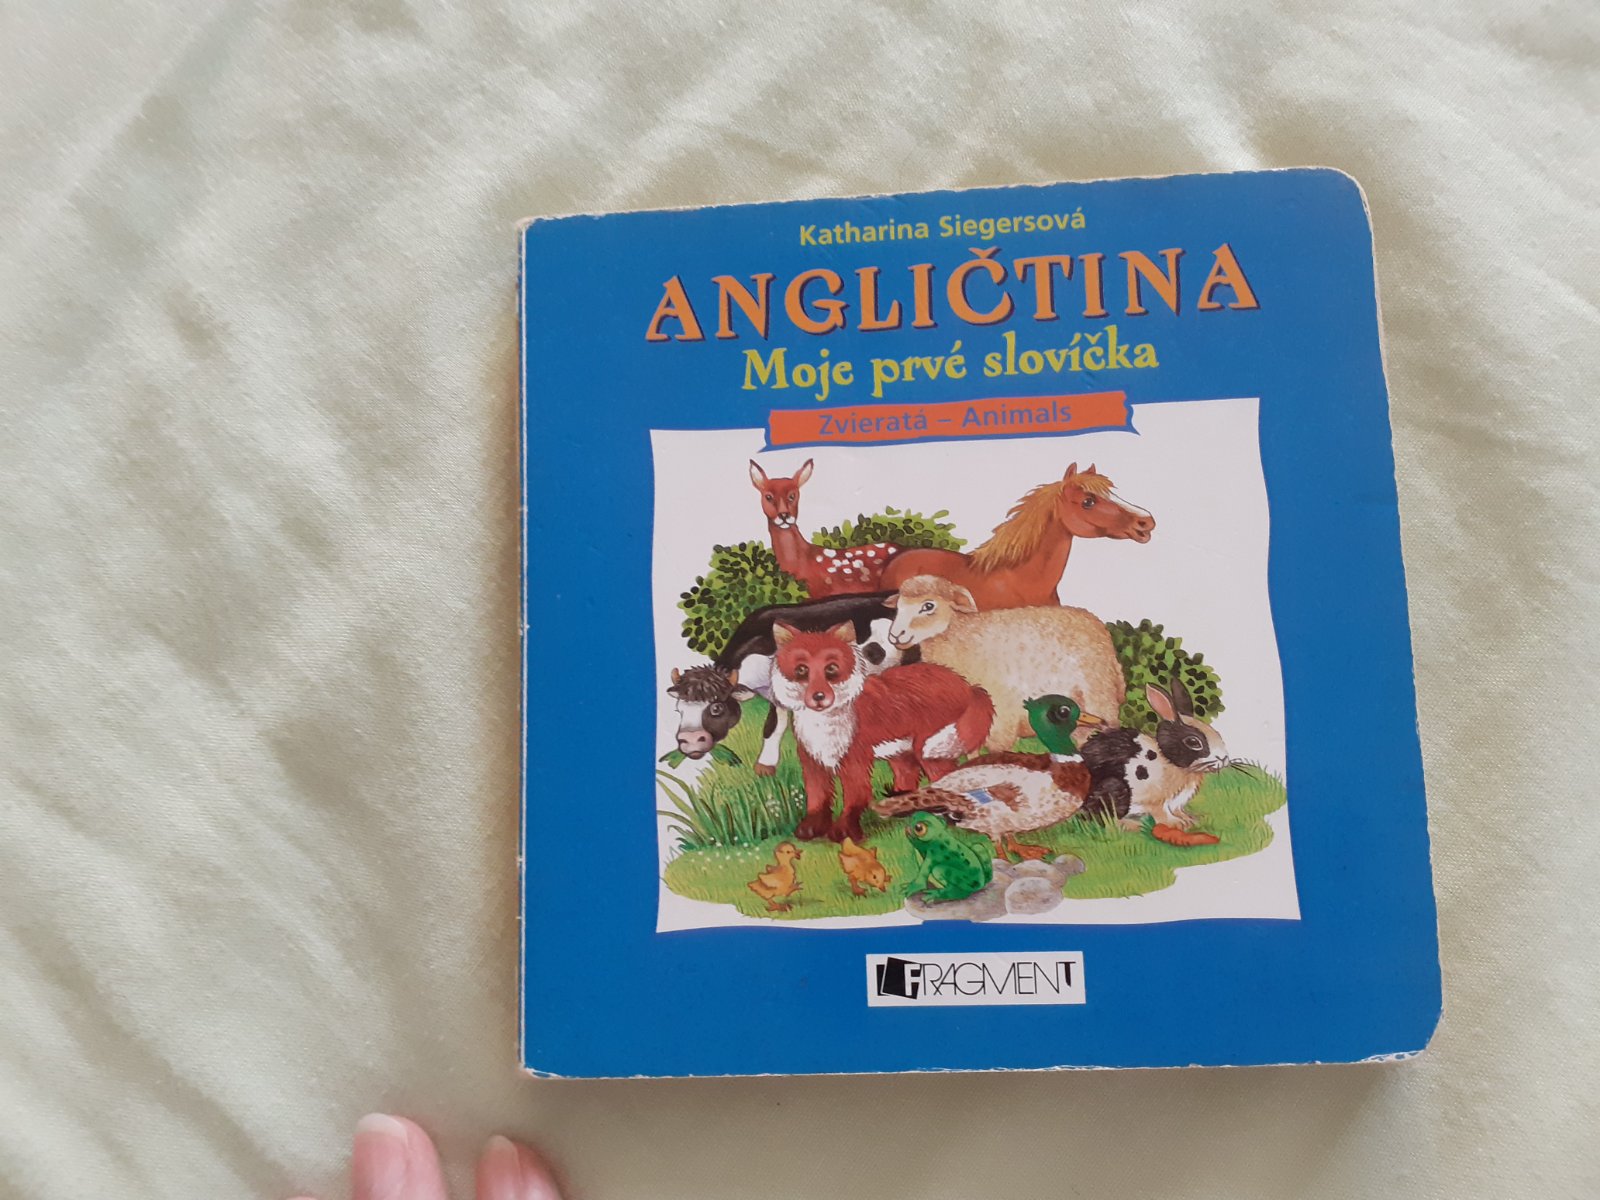 Katharina Siegersová
ANGLIČTINA
Moje prvé slovíčka
Zvieratá – Animals
FRAGMENT